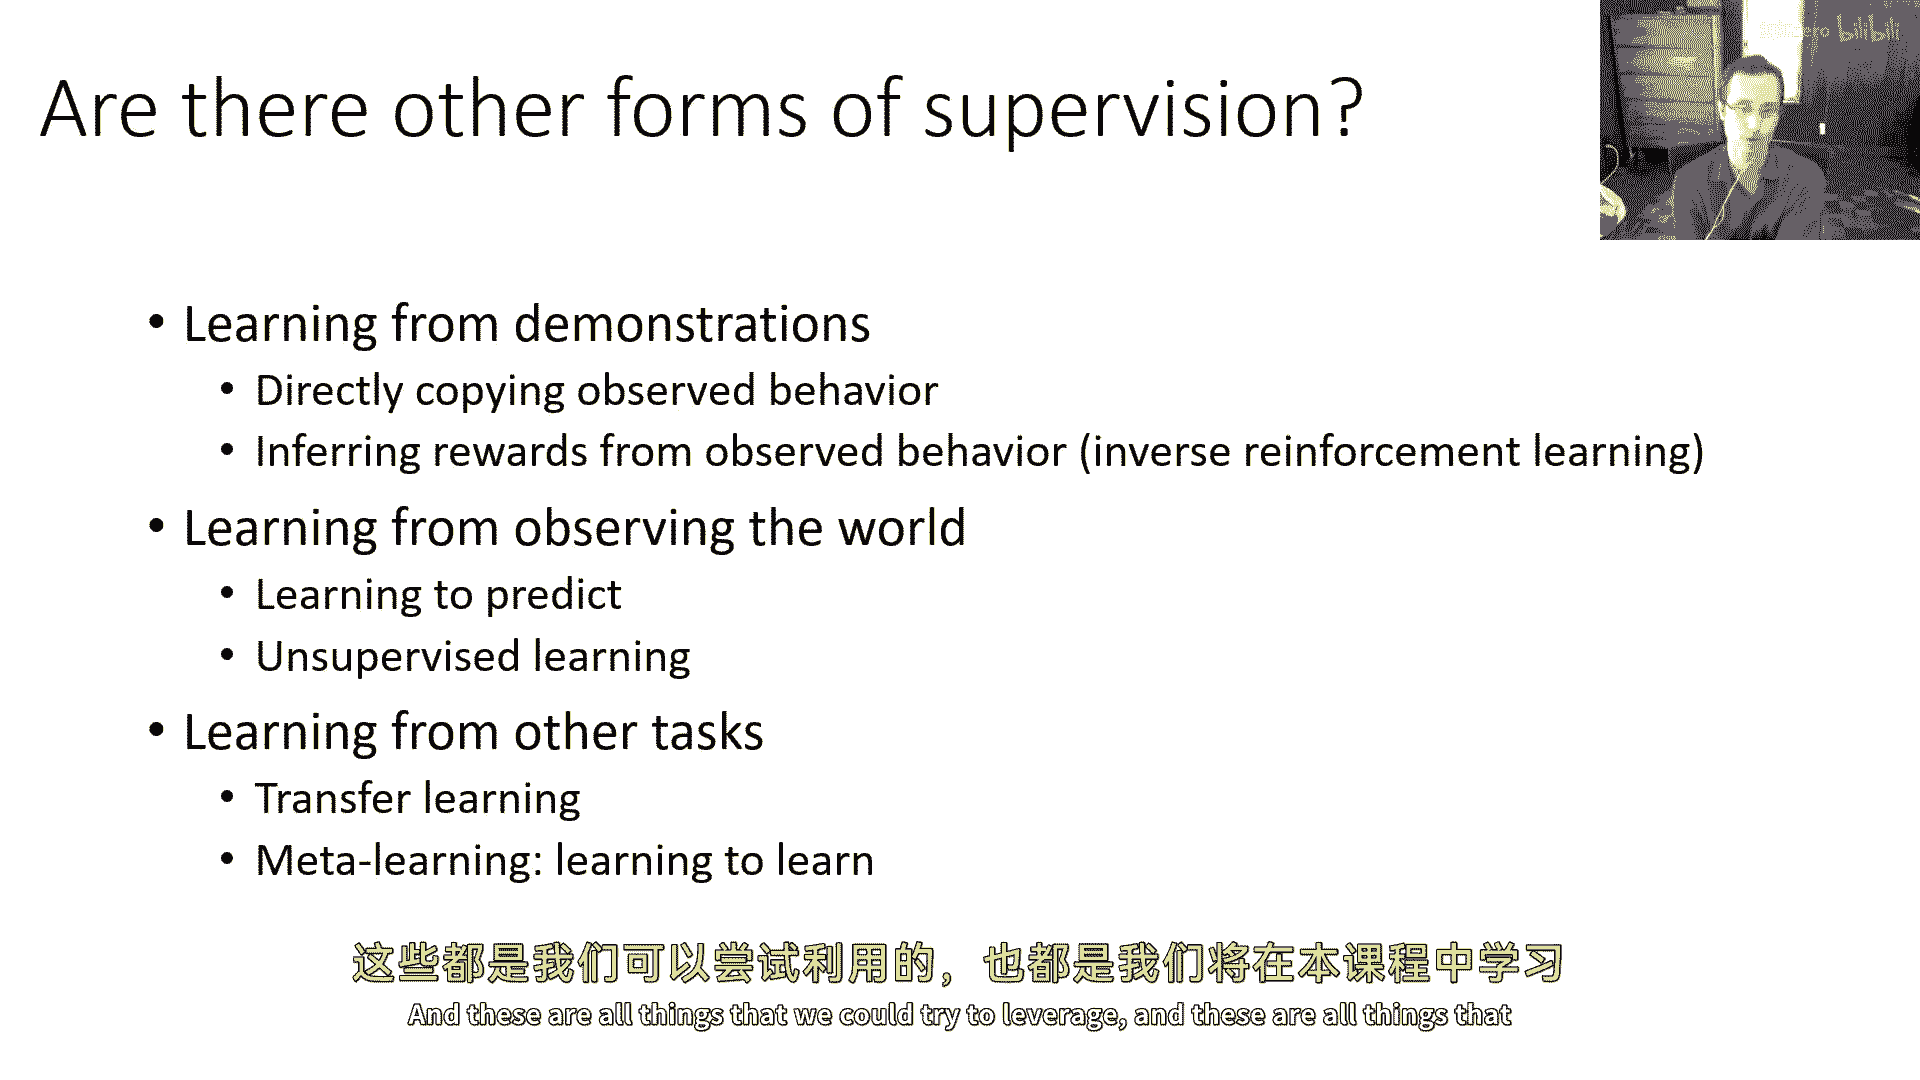 Are there other forms of supervision?
bilibili
• Learning from demonstrations
• Directly copying observed behavior
• Inferring rewards from observed behavior (inverse reinforcement learning)
• Learning from observing the world
• Learning to predict
• Unsupervised learning
• Learning from other tasks
• Transfer learning
• Meta-learning: learning to learn
这些都是我们可以尝试利用的，也都是我们将在本课程中学习
And these are all things that we could try to leverage, and these are all things that